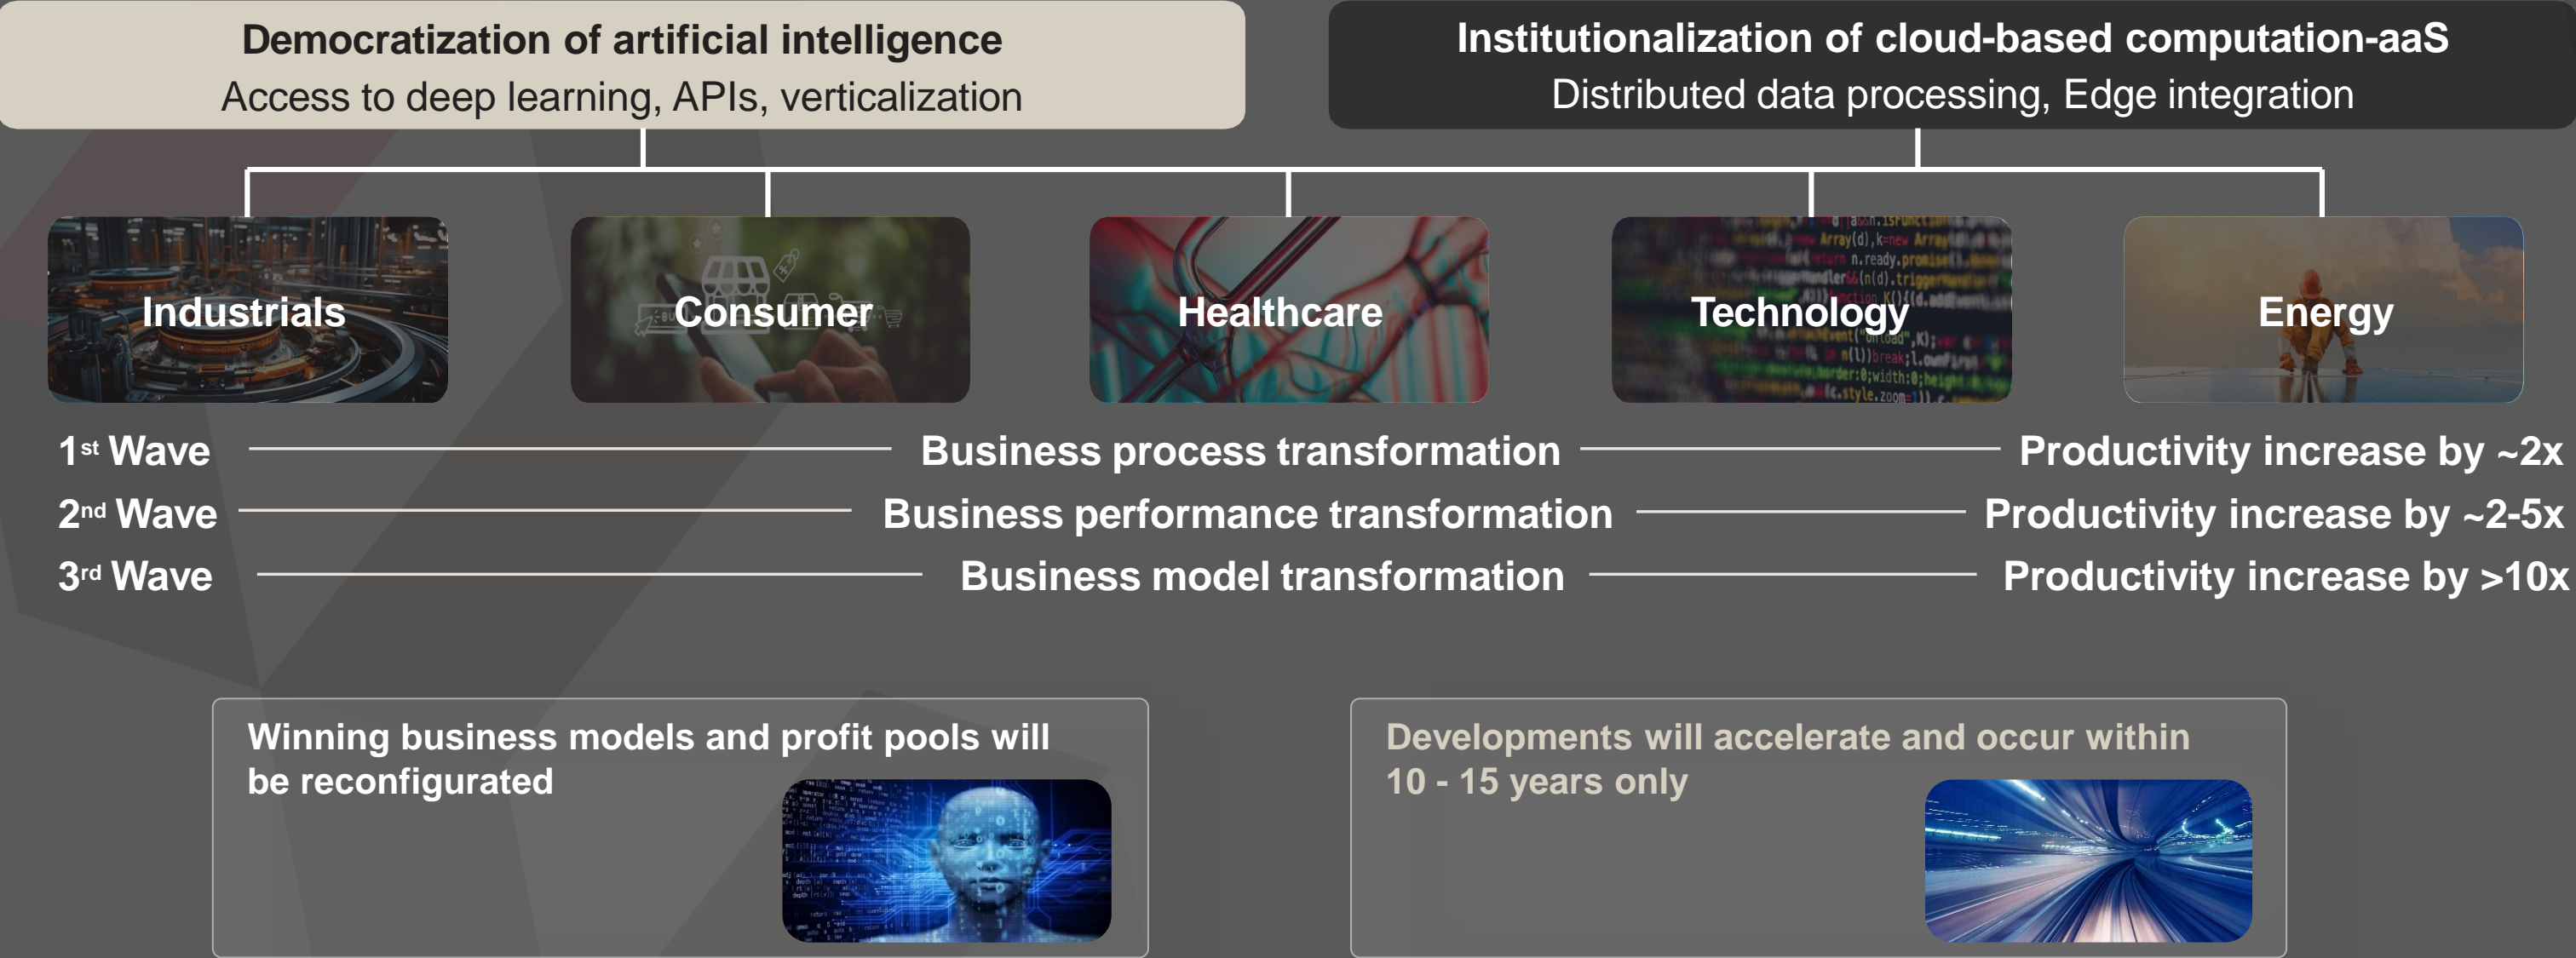 Democratization of artificial intelligence
Access to deep learning, APIs, verticalization
Institutionalization of cloud-based computation-aaS
Distributed data processing, Edge integration
Industrials
Consumer
Healthcare
Technology
Energy
1st Wave Business process transformation Productivity increase by ~2x
2nd Wave Business performance transformation Productivity increase by ~2-5x
3rd Wave Business model transformation Productivity increase by >10x
Winning business models and profit pools will
be reconfigurated
Developments will accelerate and occur within
10 - 15 years only